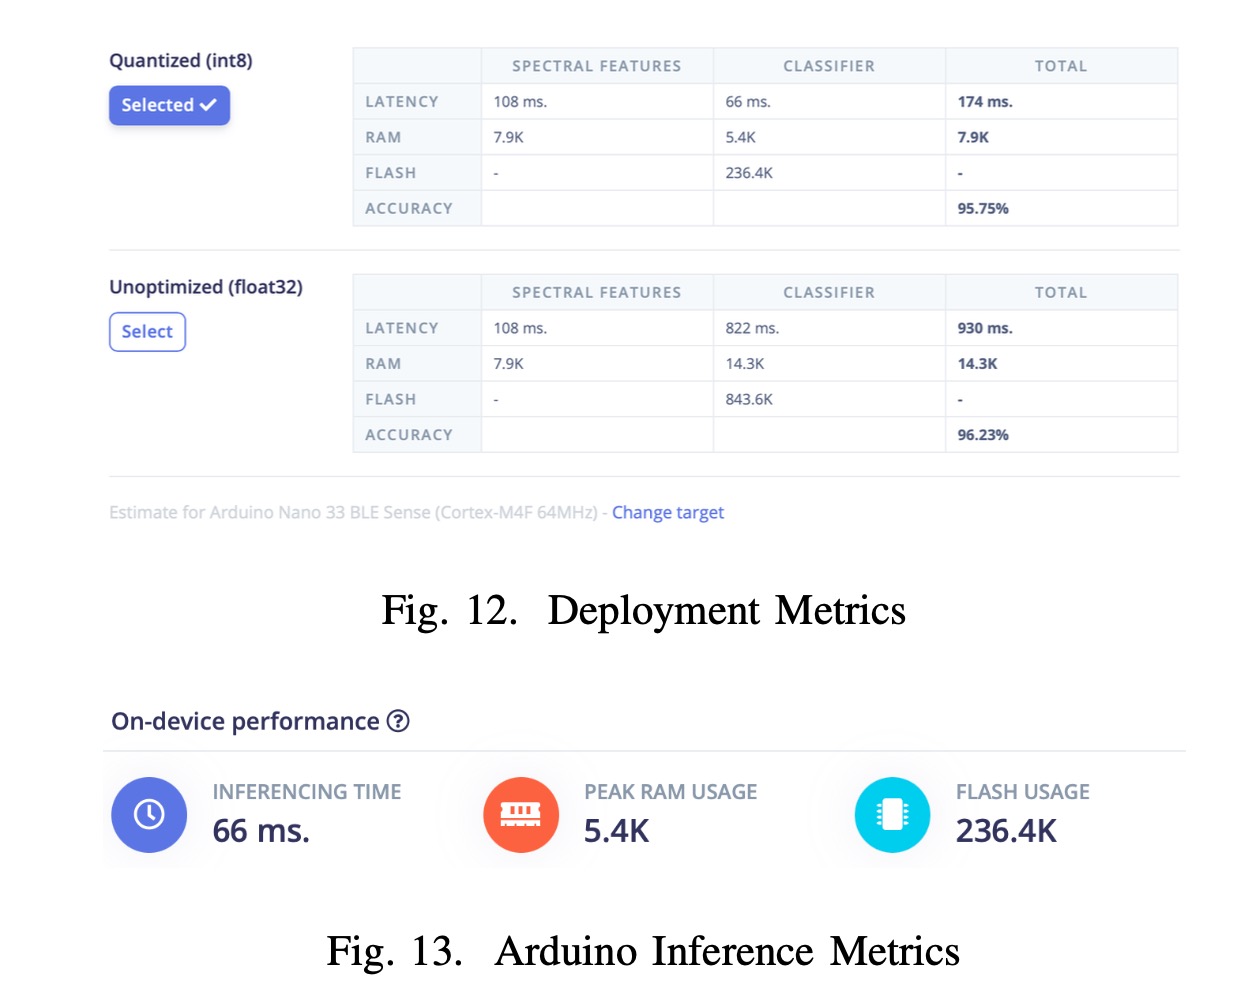 Quantized (int8)
Selected
SPECTRAL FEATURES CLASSIFIER TOTAL
LATENCY 108 ms. 66 ms. 174 ms.
RAM 7.9K 5.4K 7.9K
FLASH - 236.4K -
ACCURACY 95.75%
Unoptimized (float32)
Select
SPECTRAL FEATURES CLASSIFIER TOTAL
LATENCY 108 ms. 822 ms. 930 ms.
RAM 7.9K 14.3K 14.3K
FLASH - 843.6K -
ACCURACY 96.23%
Estimate for Arduino Nano 33 BLE Sense (Cortex-M4F 64MHz) - Change target
Fig. 12. Deployment Metrics
On-device performance ?
INFERENCING TIME
66 ms.
PEAK RAM USAGE
5.4K
FLASH USAGE
236.4K
Fig. 13. Arduino Inference Metrics